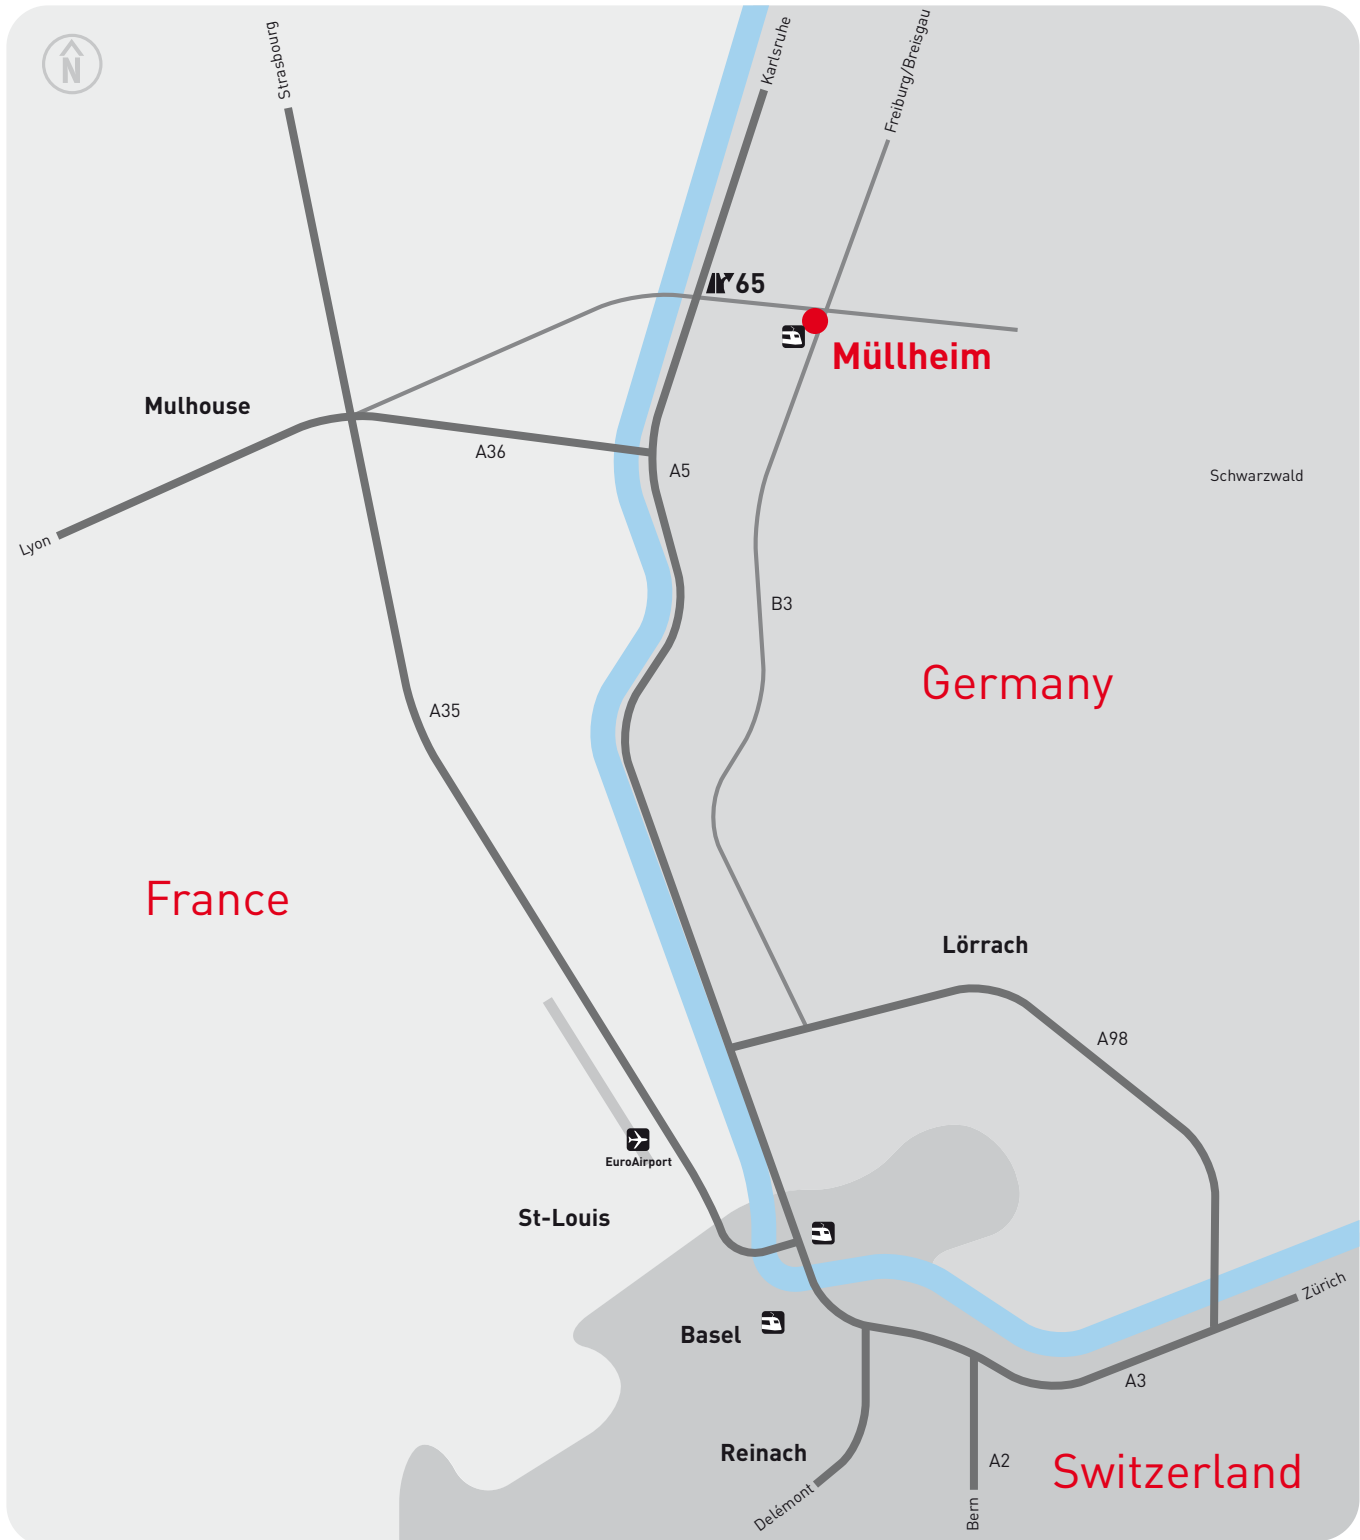 N
Strasbourg
Karlsruhe
Freiburg/Breisgau
65
Müllheim
Mulhouse
A36
A5
Schwarzwald
Lyon
B3
Germany
A35
France
Lörrach
A98
EuroAirport
St-Louis
Zürich
Basel
A3
Reinach
A2
Switzerland
Delémont
Bern